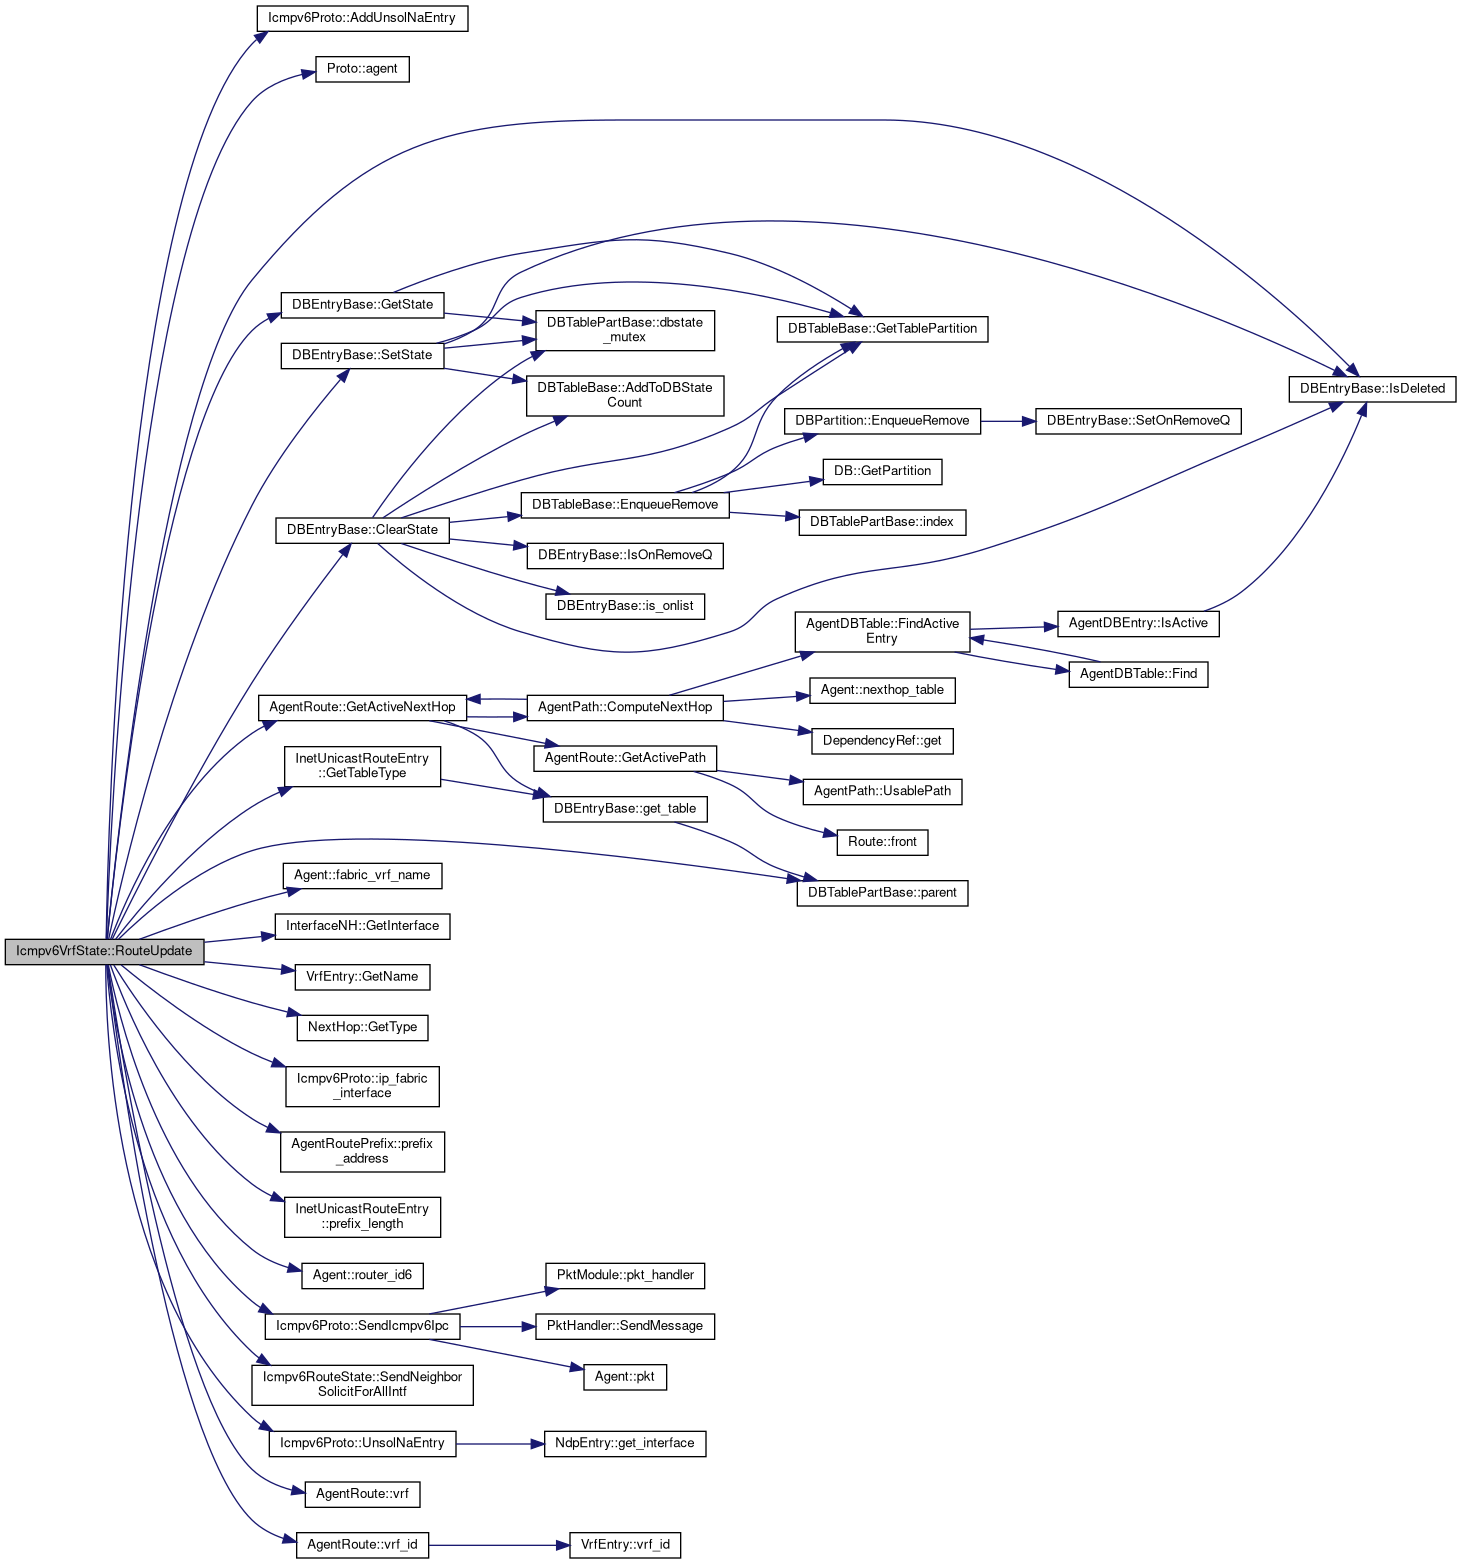 Icmpv6Proto::AddUnsolNaEntry
Proto::agent
DBEntryBase::GetState
DBTablePartBase::dbstate
_mutex
DBTableBase::GetTablePartition
DBEntryBase::SetState
DBTableBase::AddToDBState
Count
DBEntryBase::IsDeleted
DBPartition::EnqueueRemove
DBEntryBase::SetOnRemoveQ
DB::GetPartition
DBTableBase::EnqueueRemove
DBTablePartBase::index
DBEntryBase::ClearState
DBEntryBase::IsOnRemoveQ
DBEntryBase::is_onlist
AgentDBTable::FindActive
Entry
AgentDBEntry::IsActive
AgentDBTable::Find
AgentRoute::GetActiveNextHop
AgentPath::ComputeNextHop
Agent::nexthop_table
DependencyRef::get
InetUnicastRouteEntry
::GetTableType
AgentRoute::GetActivePath
AgentPath::UsablePath
DBEntryBase::get_table
Route::front
Agent::fabric_vrf_name
DBTablePartBase::parent
InterfaceNH::GetInterface
Icmpv6VrfState::RouteUpdate
VrfEntry::GetName
NextHop::GetType
Icmpv6Proto::ip_fabric
_interface
AgentRoutePrefix::prefix
_address
InetUnicastRouteEntry
::prefix_length
Agent::router_id6
PktModule::pkt_handler
Icmpv6Proto::SendIcmpv6Ipc
PktHandler::SendMessage
Agent::pkt
Icmpv6RouteState::SendNeighbor
SolicitForAllIntf
Icmpv6Proto::UnsolNaEntry
NdpEntry::get_interface
AgentRoute::vrf
AgentRoute::vrf_id
VrfEntry::vrf_id